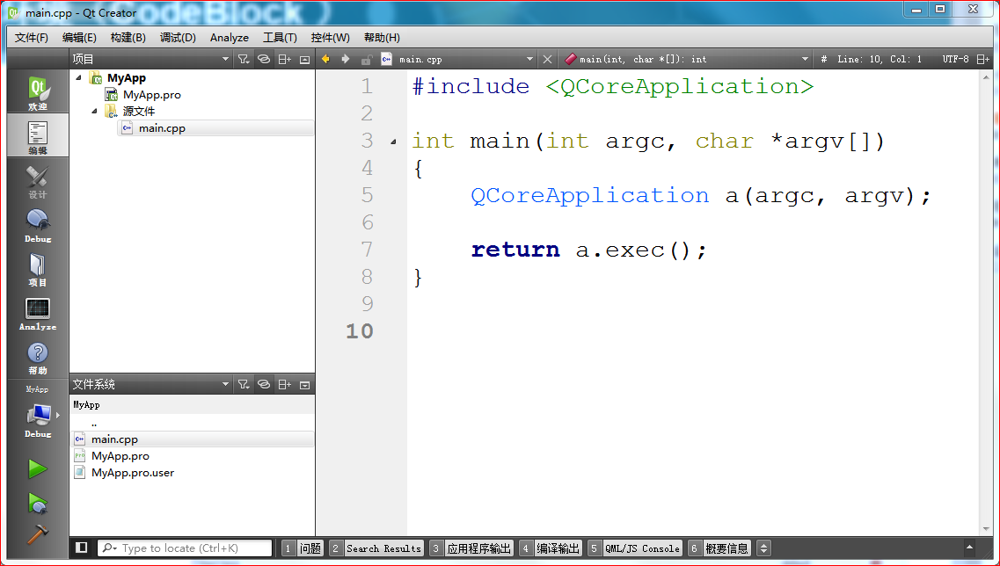 CodeBlock )
main.cpp - Qt Creator
文件(F) 编辑(E) 构建(B) 调试(D) Analyze 工具(T) 控件(W) 帮助(H)
项目 main.cpp main(int, char *[]): int # Line: 10, Col: 1 UTF-8
欢迎
编辑
设计
Debug
项目
Analyze
帮助
MyApp
Debug
MyApp
MyApp.pro
源文件
main.cpp
文件系统
MyApp
..
main.cpp
MyApp.pro
MyApp.pro.user
1 #include <QCoreApplication>
2
3 int main(int argc, char *argv[])
4 {
5 QCoreApplication a(argc, argv);
6
7 return a.exec();
8 }
9
10
Type to locate (Ctrl+K) 1 问题 2 Search Results 3 应用程序输出 4 编译输出 5 QML/JS Console 6 概要信息